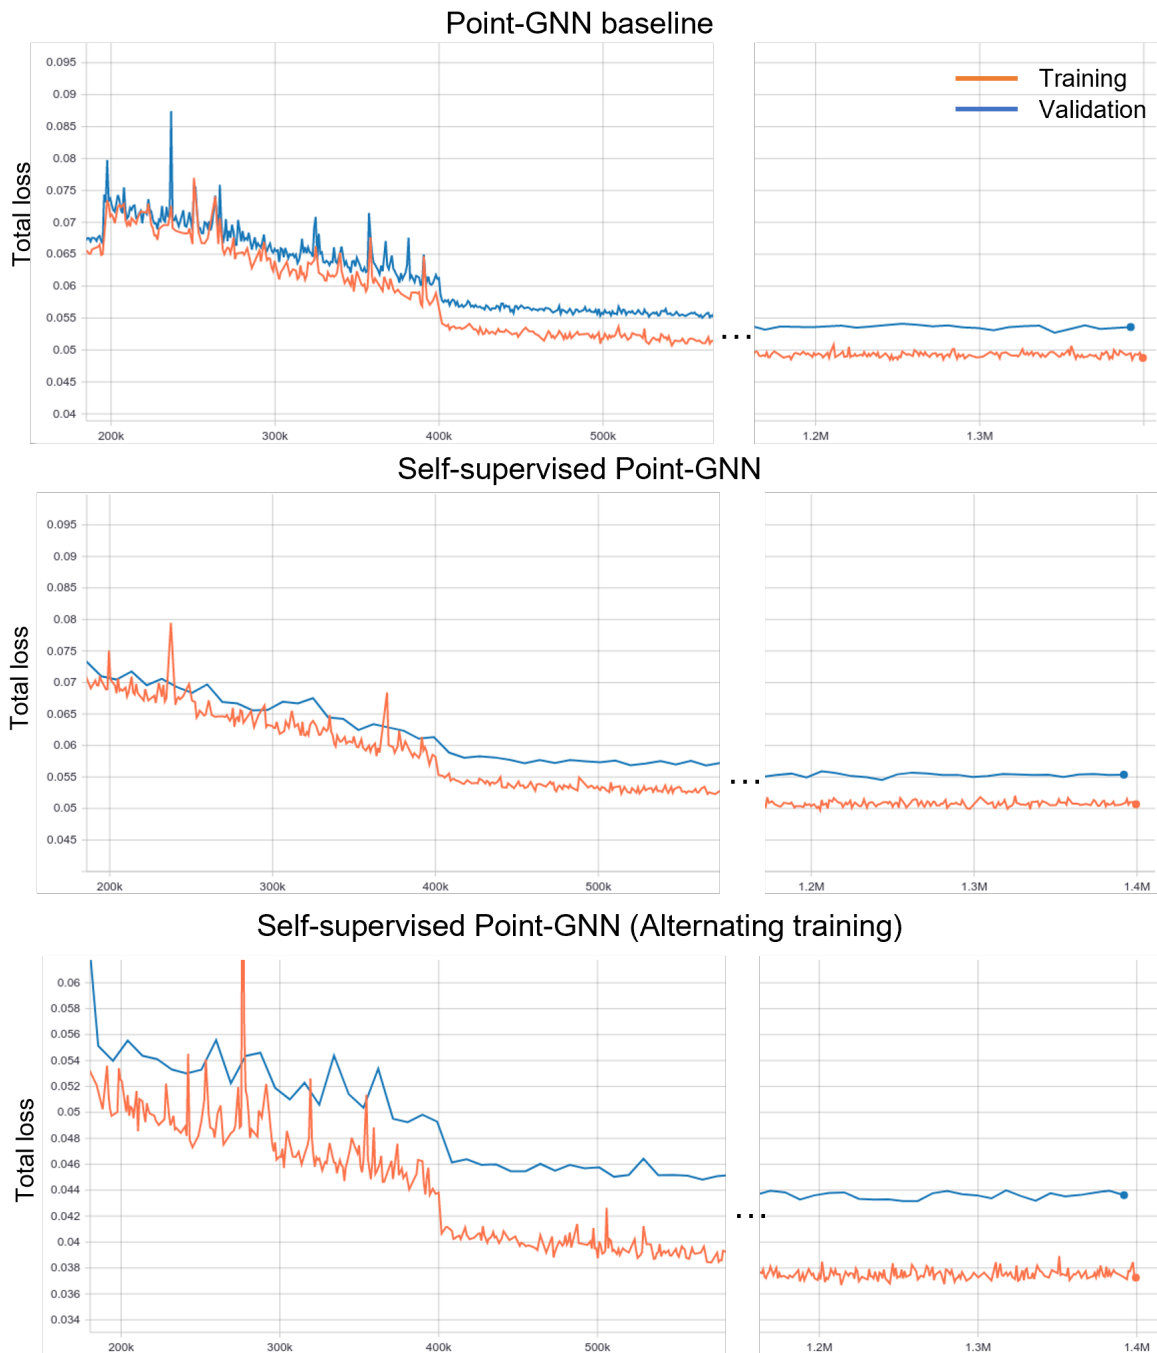 Point-GNN baseline
Total loss
0.095
0.09
0.085
0.08
0.075
0.07
0.065
0.06
0.055
0.05
0.045
0.04
200k 300k 400k 500k
...
Training
Validation
1.2M 1.3M
Self-supervised Point-GNN
Total loss
0.095
0.09
0.085
0.08
0.075
0.07
0.065
0.06
0.055
0.05
0.045
200k 300k 400k 500k
...
1.2M 1.3M 1.4M
Self-supervised Point-GNN (Alternating training)
Total loss
0.06
0.058
0.056
0.054
0.052
0.05
0.048
0.046
0.044
0.042
0.04
0.038
0.036
0.034
200k 300k 400k 500k
...
1.2M 1.3M 1.4M